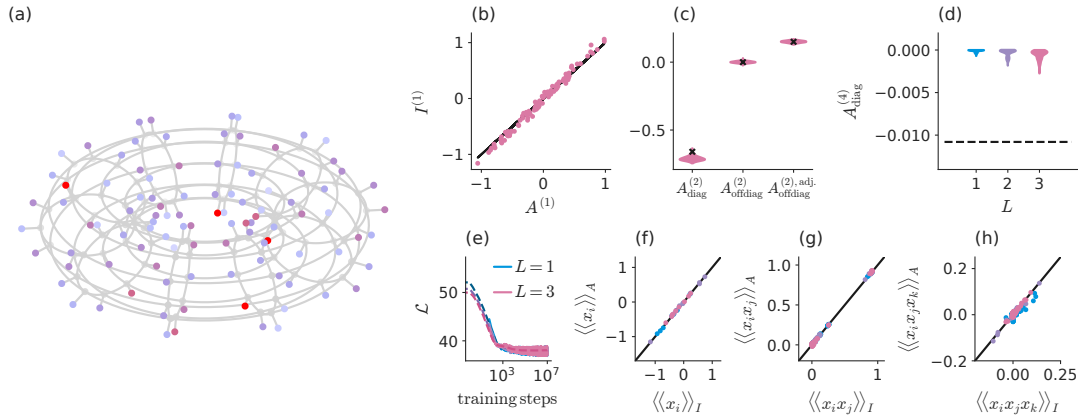 (a)
(b)
I^(1)
1
0
−1
−1
0
1
A^(1)
(c)
0.0
−0.5
A^(2)_diag
A^(2)_offdiag
A^(2), adj._offdiag
(d)
A^(4)_diag
0.000
−0.005
−0.010
1
2
3
L
(e)
ℒ
50
40
L = 1
L = 3
10^3
10^7
training steps
(f)
⟨⟨x_i⟩⟩_A
1
0
−1
−1
0
1
⟨⟨x_i⟩⟩_I
(g)
⟨⟨x_i x_j⟩⟩_A
1.0
0.5
0.0
0
1
⟨⟨x_i x_j⟩⟩_I
(h)
⟨⟨x_i x_j x_k⟩⟩_A
0.2
0.0
−0.2
0.00
0.25
⟨⟨x_i x_j x_k⟩⟩_I